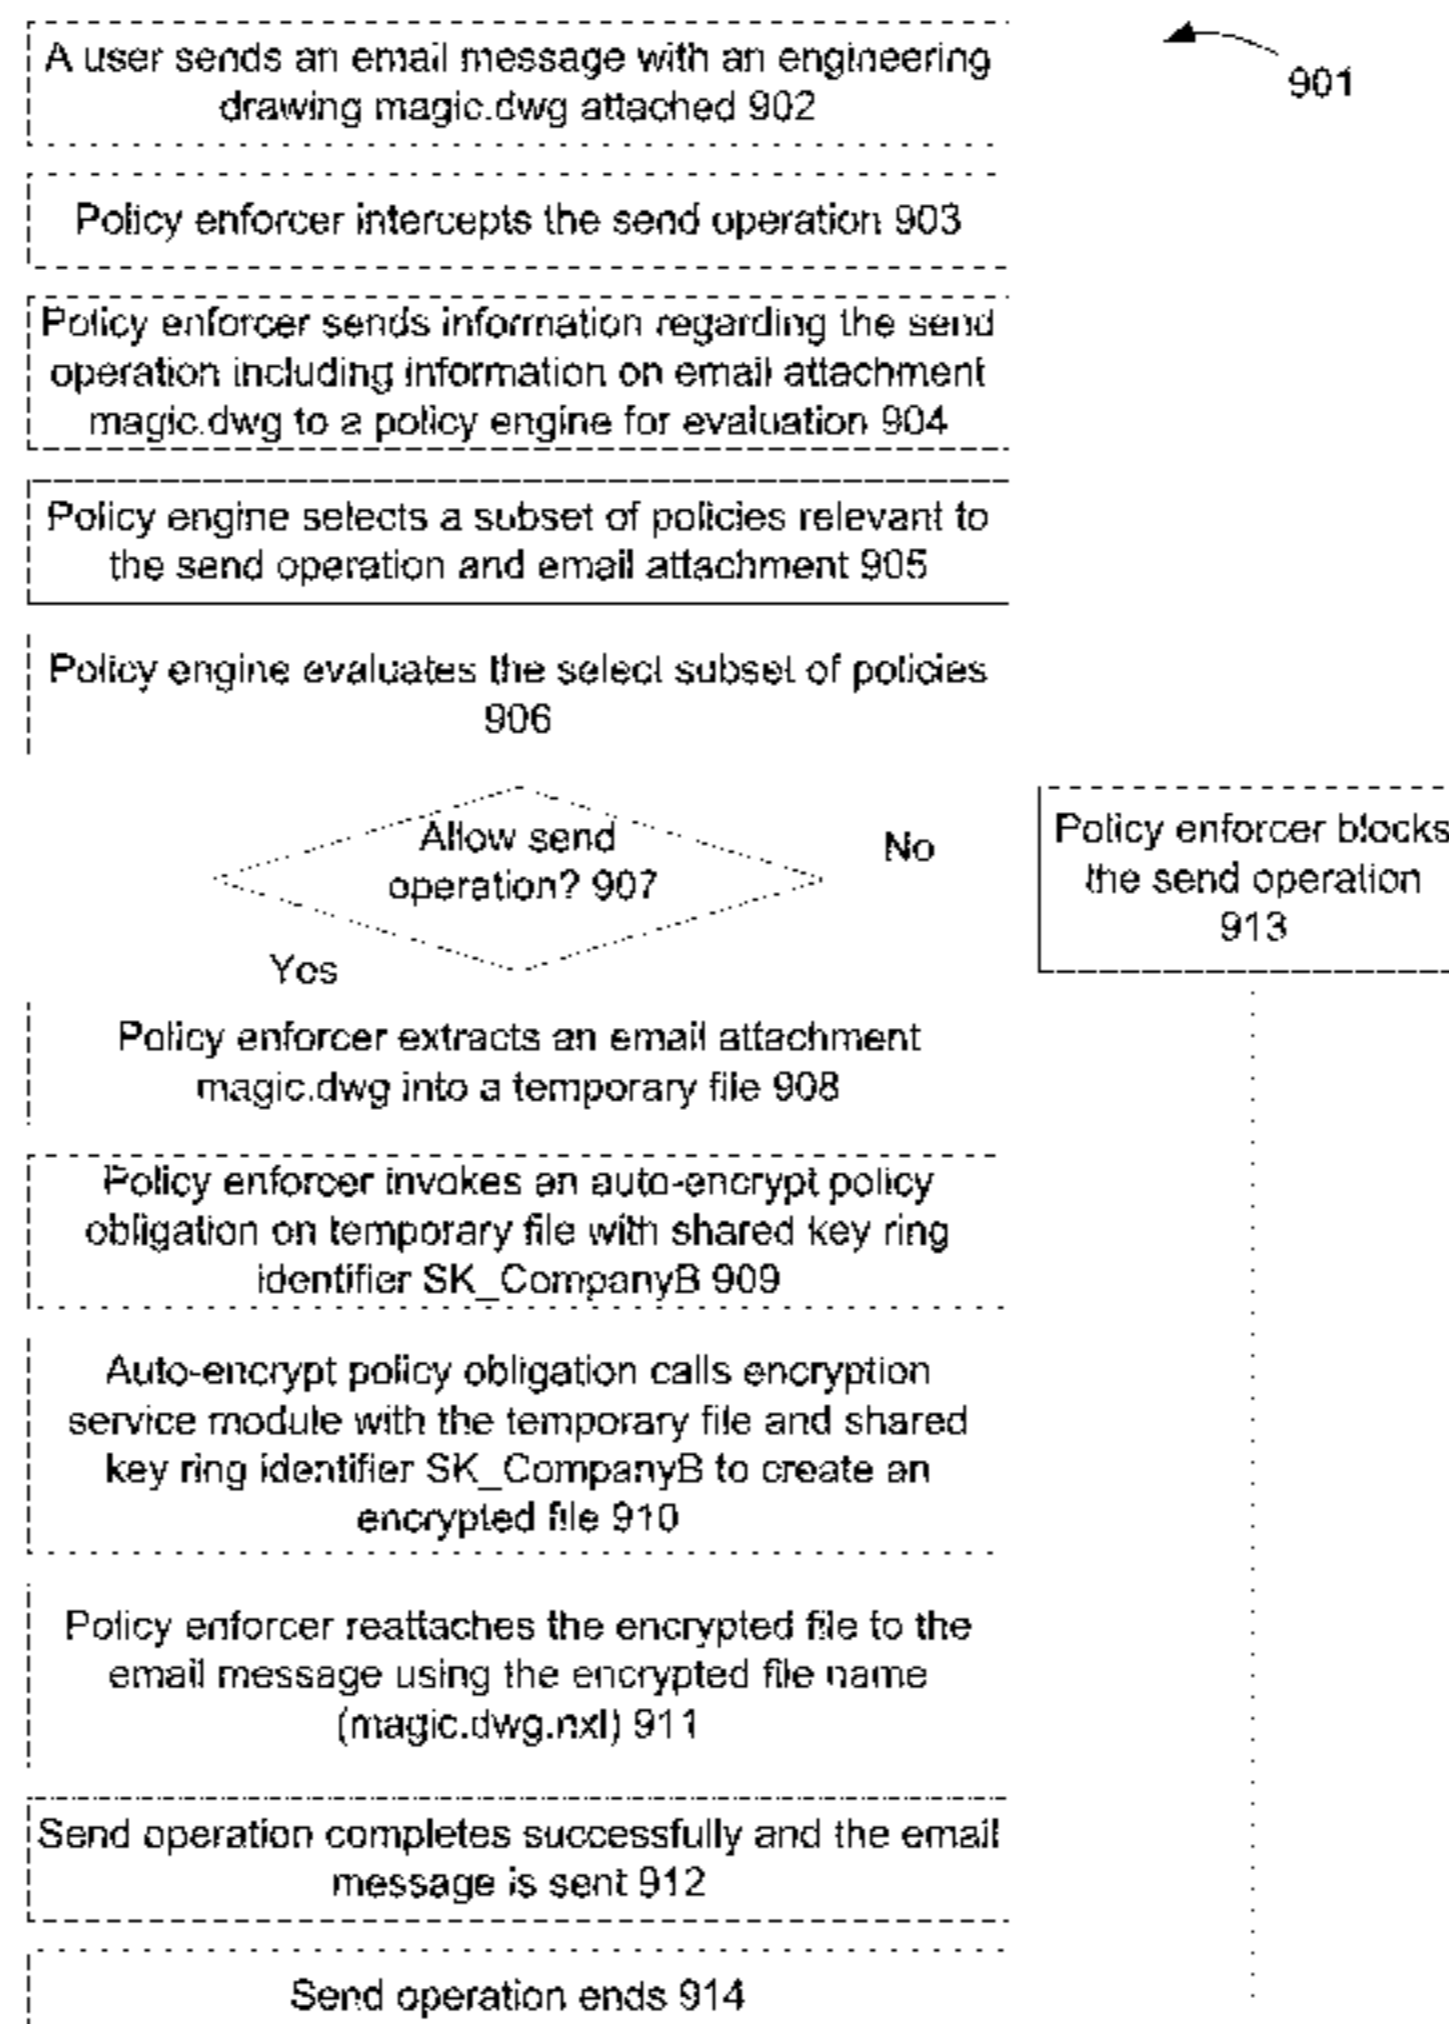 A user sends an email message with an engineering
drawing magic.dwg attached 902
901
Policy enforcer intercepts the send operation 903
Policy enforcer sends information regarding the send
operation including information on email attachment
magic.dwg to a policy engine for evaluation 904
Policy engine selects a subset of policies relevant to
the send operation and email attachment 905
Policy engine evaluates the select subset of policies
906
Allow send
operation? 907
No
Yes
Policy enforcer blocks
the send operation
913
Policy enforcer extracts an email attachment
magic.dwg into a temporary file 908
Policy enforcer invokes an auto-encrypt policy
obligation on temporary file with shared key ring
identifier SK_CompanyB 909
Auto-encrypt policy obligation calls encryption
service module with the temporary file and shared
key ring identifier SK_CompanyB to create an
encrypted file 910
Policy enforcer reattaches the encrypted file to the
email message using the encrypted file name
(magic.dwg.nxl) 911
Send operation completes successfully and the email
message is sent 912
Send operation ends 914